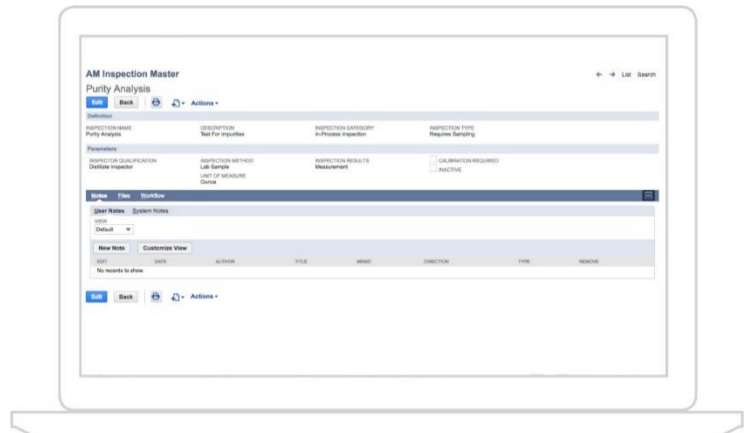 AM Inspection Master
← → List Search
Purity Analysis
Edit Back Actions
Definition
INSPECTION NAME DESCRIPTION INSPECTION CATEGORY INSPECTION TYPE
Purity Analysis Test For Impurities In-Process Inspection Requires Sampling
Parameters
INSPECTOR QUALIFICATION INSPECTION METHOD INSPECTION RESULTS CALIBRATION REQUIRED
Distillate Inspector Lab Sample Measurement INACTIVE
UNIT OF MEASURE
Ounce
Notes Files Workflow
User Notes System Notes
VIEW
Default
New Note Customize View
EDIT DATE AUTHOR TITLE MEMO DIRECTION TYPE REMOVE
No records to show.
Edit Back Actions